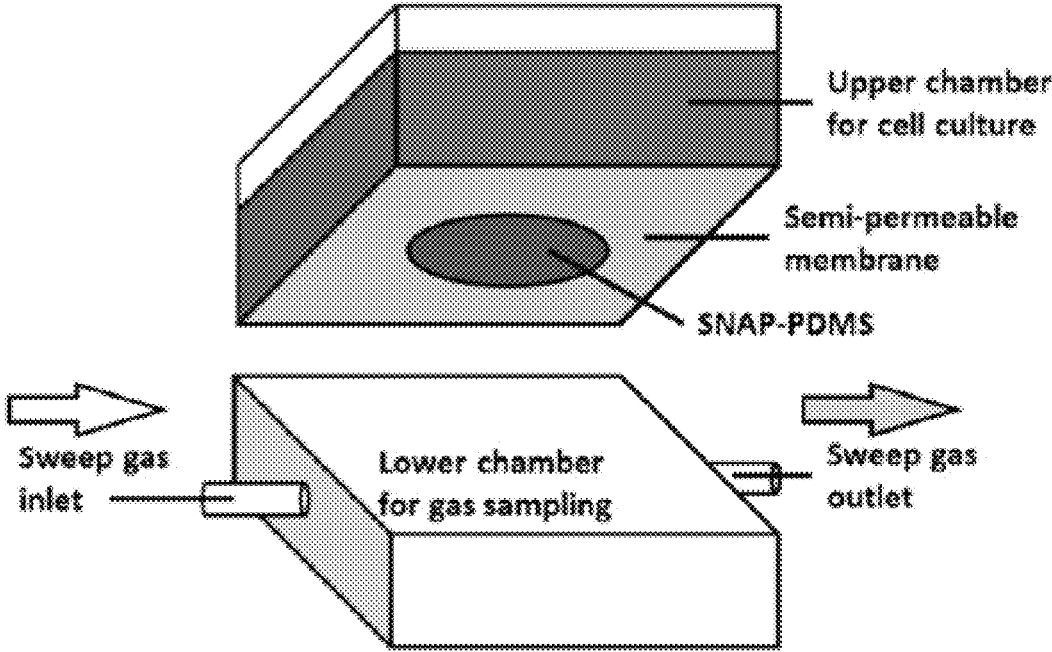 Upper chamber
for cell culture
Semi-permeable
membrane
SNAP-PDMS
Sweep gas
inlet
Lower chamber
for gas sampling
Sweep gas
outlet